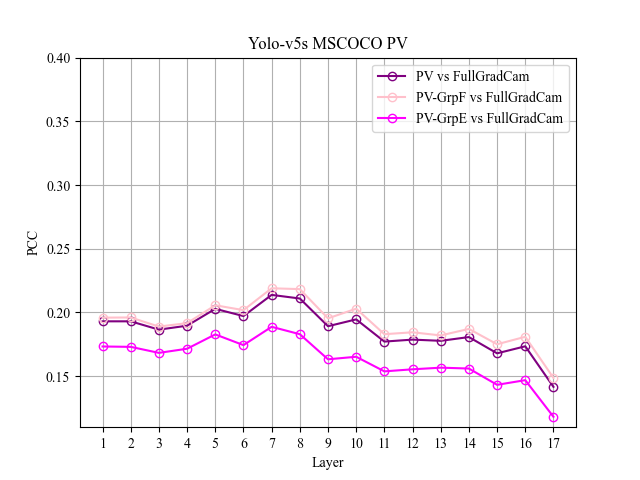 Yolo-v5s MSCOCO PV
PV vs FullGradCam
PV-GrpF vs FullGradCam
PV-GrpE vs FullGradCam
0.40
0.35
0.30
0.25
0.20
0.15
PCC
1 2 3 4 5 6 7 8 9 10 11 12 13 14 15 16 17
Layer